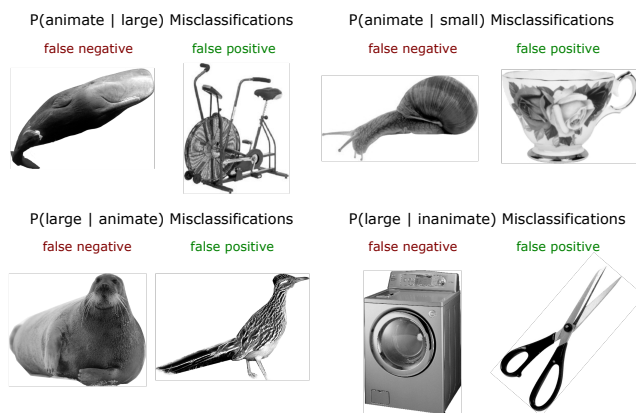 P(animate | large) Misclassifications
false negative
false positive
P(animate | small) Misclassifications
false negative
false positive
P(large | animate) Misclassifications
false negative
false positive
P(large | inanimate) Misclassifications
false negative
false positive